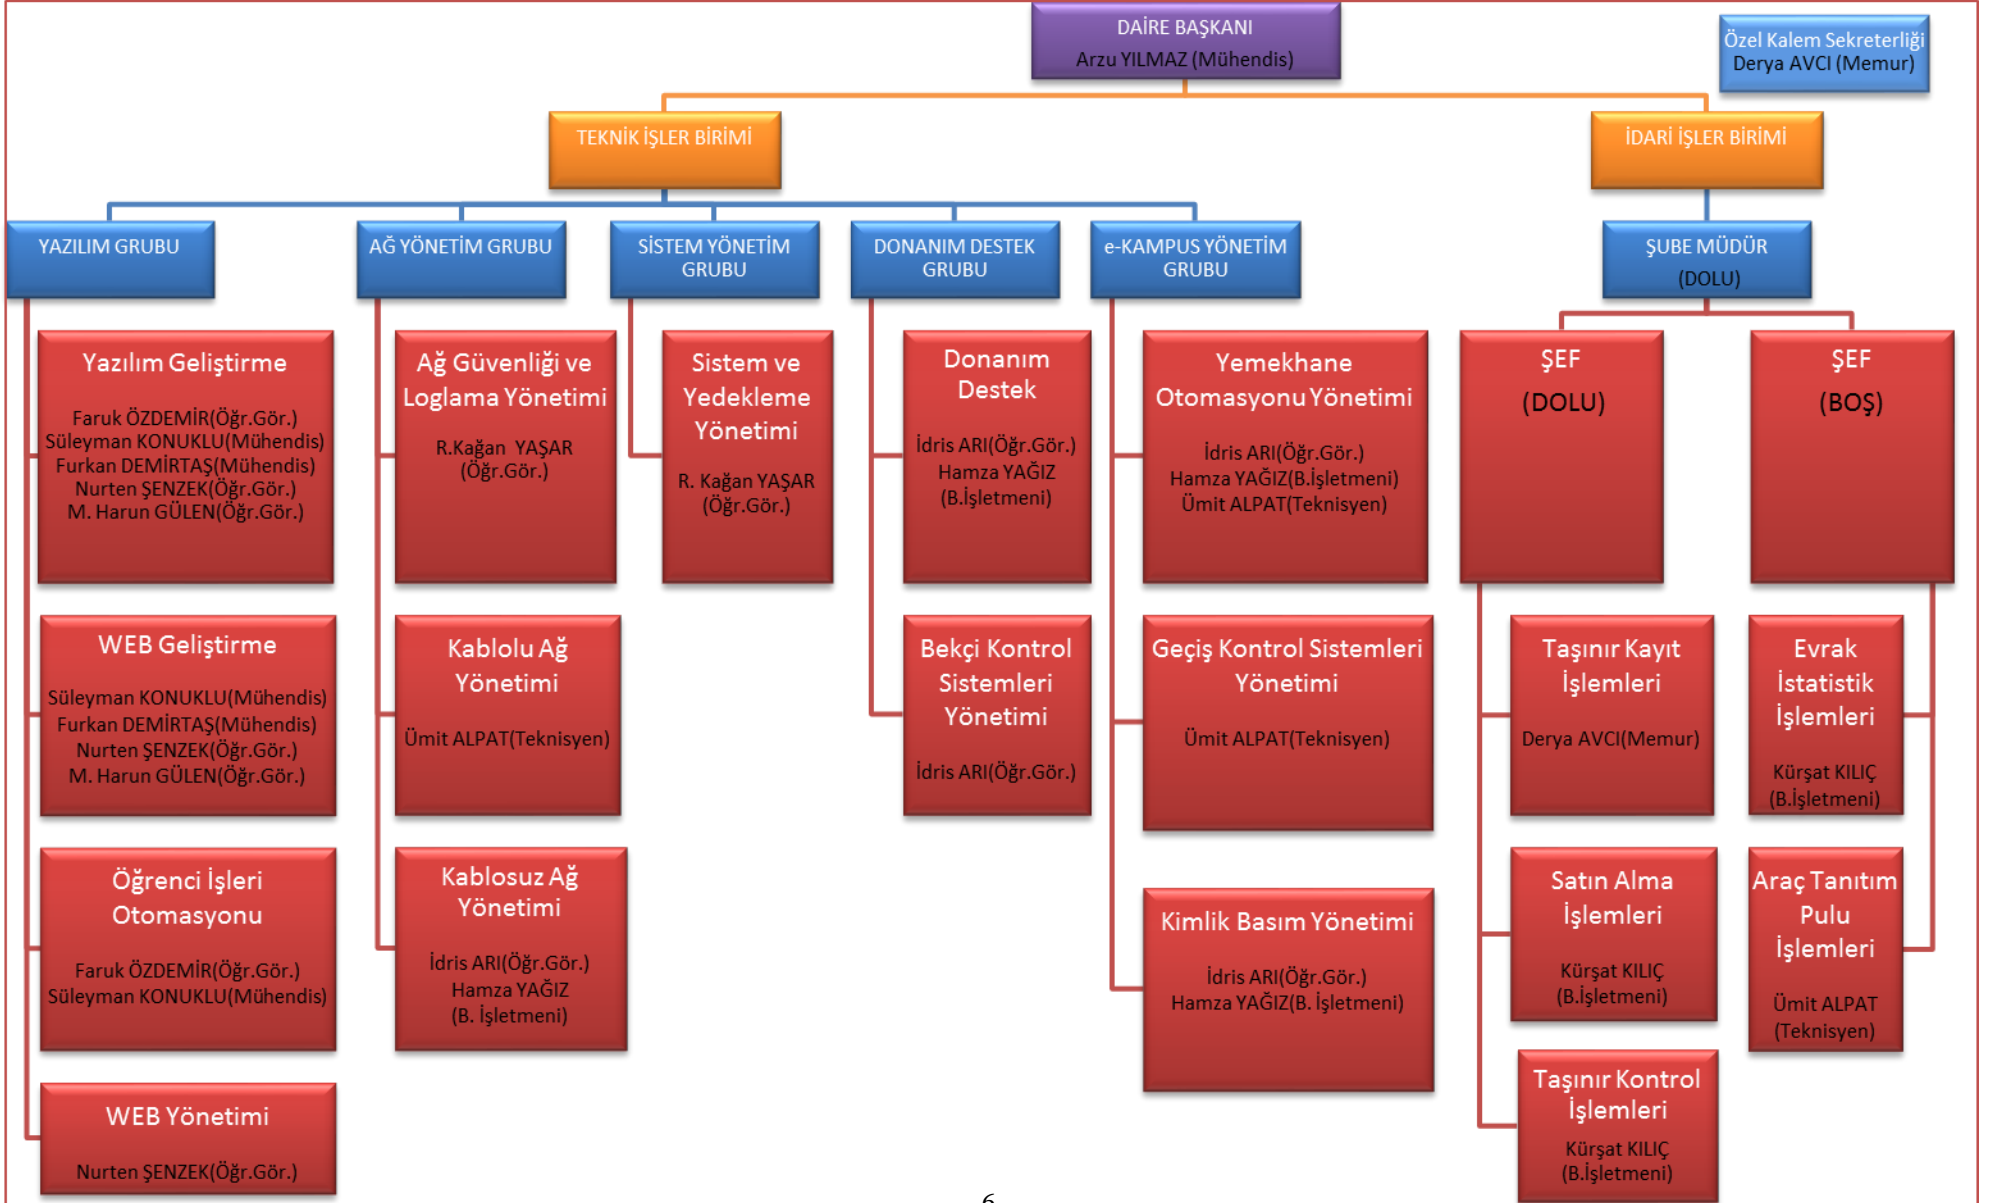 DAİRE BAŞKANI
Arzu YILMAZ (Mühendis)
Özel Kalem Sekreterliği
Derya AVCI (Memur)
TEKNİK İŞLER BİRİMİ
İDARİ İŞLER BİRİMİ
YAZILIM GRUBU
AĞ YÖNETİM GRUBU
SİSTEM YÖNETİM
GRUBU
DONANIM DESTEK
GRUBU
e-KAMPUS YÖNETİM
GRUBU
ŞUBE MÜDÜR
(DOLU)
Yazılım Geliştirme
Faruk ÖZDEMİR(Öğr.Gör.)
Süleyman KONUKLU(Mühendis)
Furkan DEMİRTAŞ(Mühendis)
Nurten ŞENZEK(Öğr.Gör.)
M. Harun GÜLEN(Öğr.Gör.)
Ağ Güvenliği ve
Loglama Yönetimi
R.Kağan YAŞAR
(Öğr.Gör.)
Sistem ve
Yedekleme
Yönetimi
R. Kağan YAŞAR
(Öğr.Gör.)
Donanım
Destek
İdris ARI(Öğr.Gör.)
Hamza YAĞIZ
(B.İşletmeni)
Yemekhane
Otomasyonu Yönetimi
İdris ARI(Öğr.Gör.)
Hamza YAĞIZ(B.İşletmeni)
Ümit ALPAT(Teknisyen)
ŞEF
(DOLU)
ŞEF
(BOŞ)
WEB Geliştirme
Süleyman KONUKLU(Mühendis)
Furkan DEMİRTAŞ(Mühendis)
Nurten ŞENZEK(Öğr.Gör.)
M. Harun GÜLEN(Öğr.Gör.)
Kablolu Ağ
Yönetimi
Ümit ALPAT(Teknisyen)
Bekçi Kontrol
Sistemleri
Yönetimi
İdris ARI(Öğr.Gör.)
Geçiş Kontrol Sistemleri
Yönetimi
Ümit ALPAT(Teknisyen)
Taşınır Kayıt
İşlemleri
Derya AVCI(Memur)
Evrak
İstatistik
İşlemleri
Kürşat KILIÇ
(B.İşletmeni)
Öğrenci İşleri
Otomasyonu
Faruk ÖZDEMİR(Öğr.Gör.)
Süleyman KONUKLU(Mühendis)
Kablosuz Ağ
Yönetimi
İdris ARI(Öğr.Gör.)
Hamza YAĞIZ
(B. İşletmeni)
Kimlik Basım Yönetimi
İdris ARI(Öğr.Gör.)
Hamza YAĞIZ(B. İşletmeni)
Satın Alma
İşlemleri
Kürşat KILIÇ
(B.İşletmeni)
Araç Tanıtım
Pulu
İşlemleri
Ümit ALPAT
(Teknisyen)
WEB Yönetimi
Nurten ŞENZEK(Öğr.Gör.)
Taşınır Kontrol
İşlemleri
Kürşat KILIÇ
(B.İşletmeni)
6